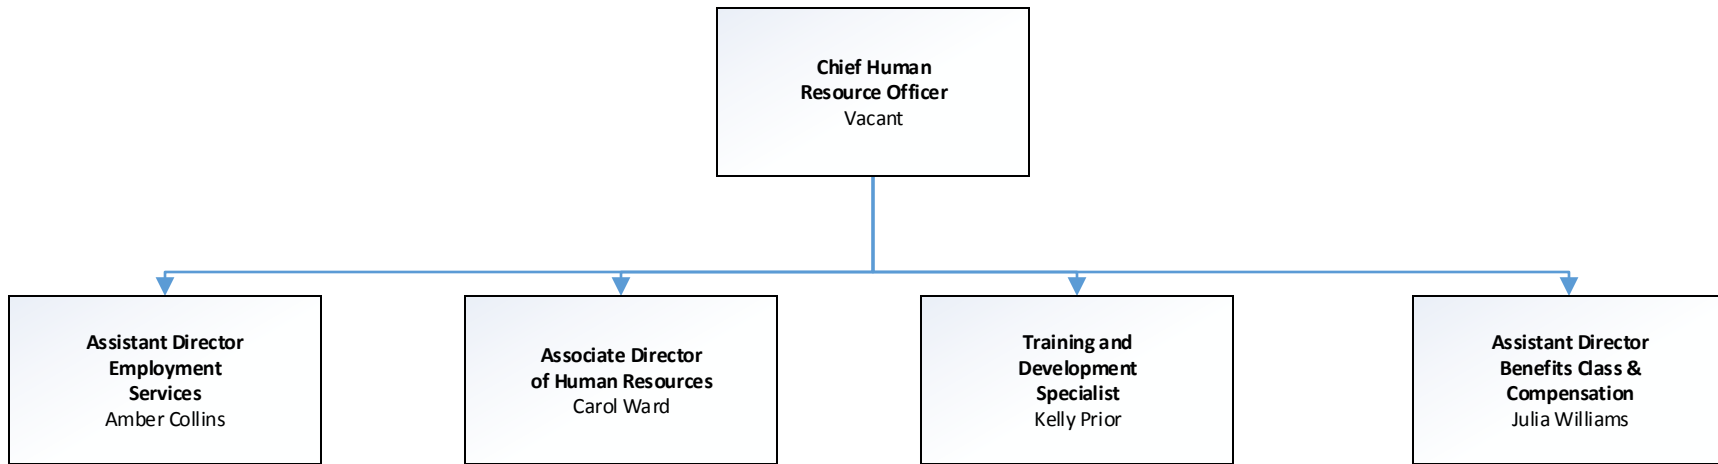 Chief Human
Resource Officer
Vacant
Assistant Director
Employment
Services
Amber Collins
Associate Director
of Human Resources
Carol Ward
Training and
Development
Specialist
Kelly Prior
Assistant Director
Benefits Class &
Compensation
Julia Williams